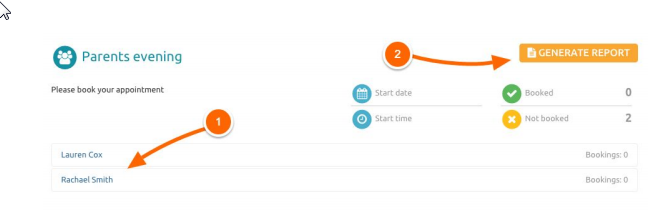 Parents evening
2
GENERATE REPORT
Please book your appointment
Start date
Booked 0
1
Start time
Not booked 2
Lauren Cox Bookings: 0
Rachael Smith Bookings: 0